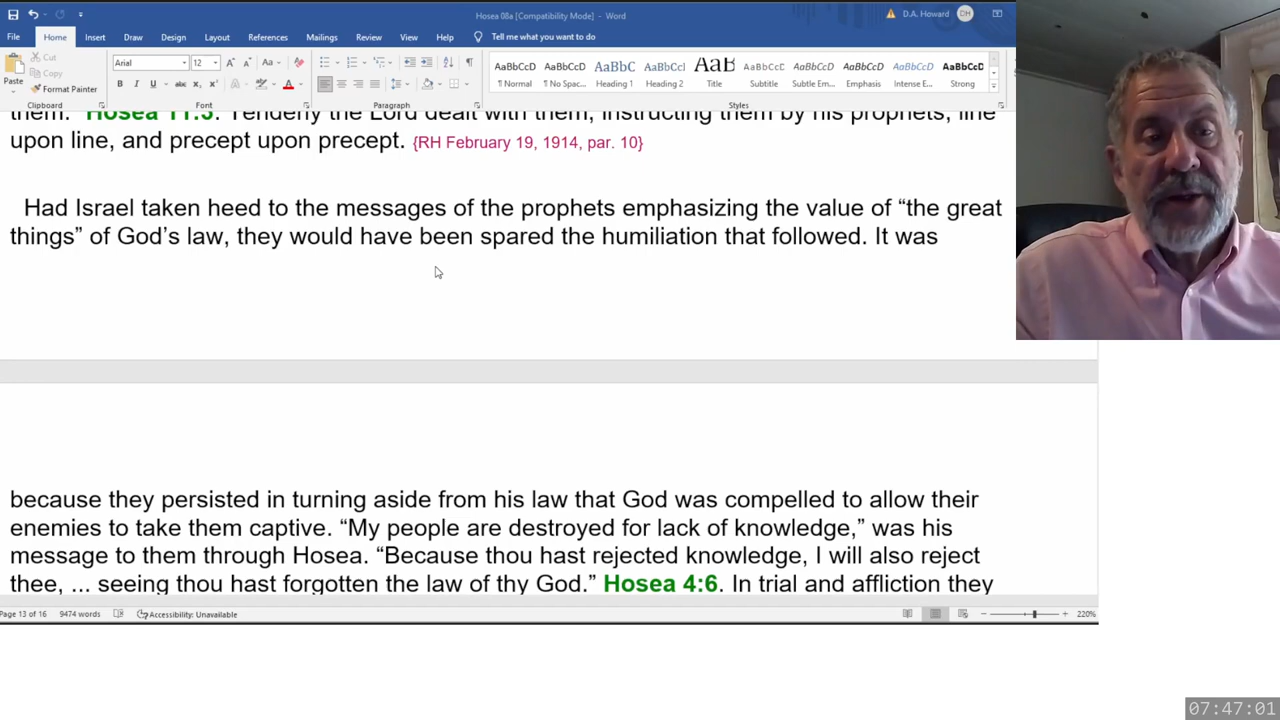 Hosea 08a [Compatibility Mode] - Word
D.A. Howard
DH
File Home Insert Draw Design Layout References Mailings Review View Help Tell me what you want to do
Paste
Cut
Copy
Format Painter
Clipboard
Arial 12
Font
Paragraph
AaBbCcD AaBbCcD AaBbC AaBbCcI AaB AaBbCcD AaBbCcD AaBbCcD AaBbCcD AaBbCcD
¶ Normal ¶ No Spac... Heading 1 Heading 2 Title Subtitle Subtle Em... Emphasis Intense E... Strong
Styles
them." Hosea 11:3. Tenderly the Lord dealt with them, instructing them by his prophets, line
upon line, and precept upon precept. {RH February 19, 1914, par. 10}
Had Israel taken heed to the messages of the prophets emphasizing the value of “the great
things” of God’s law, they would have been spared the humiliation that followed. It was
because they persisted in turning aside from his law that God was compelled to allow their
enemies to take them captive. “My people are destroyed for lack of knowledge,” was his
message to them through Hosea. “Because thou hast rejected knowledge, I will also reject
thee, ... seeing thou hast forgotten the law of thy God.” Hosea 4:6. In trial and affliction they
Page 13 of 16 9474 words Accessibility: Unavailable 220%
07:47:01